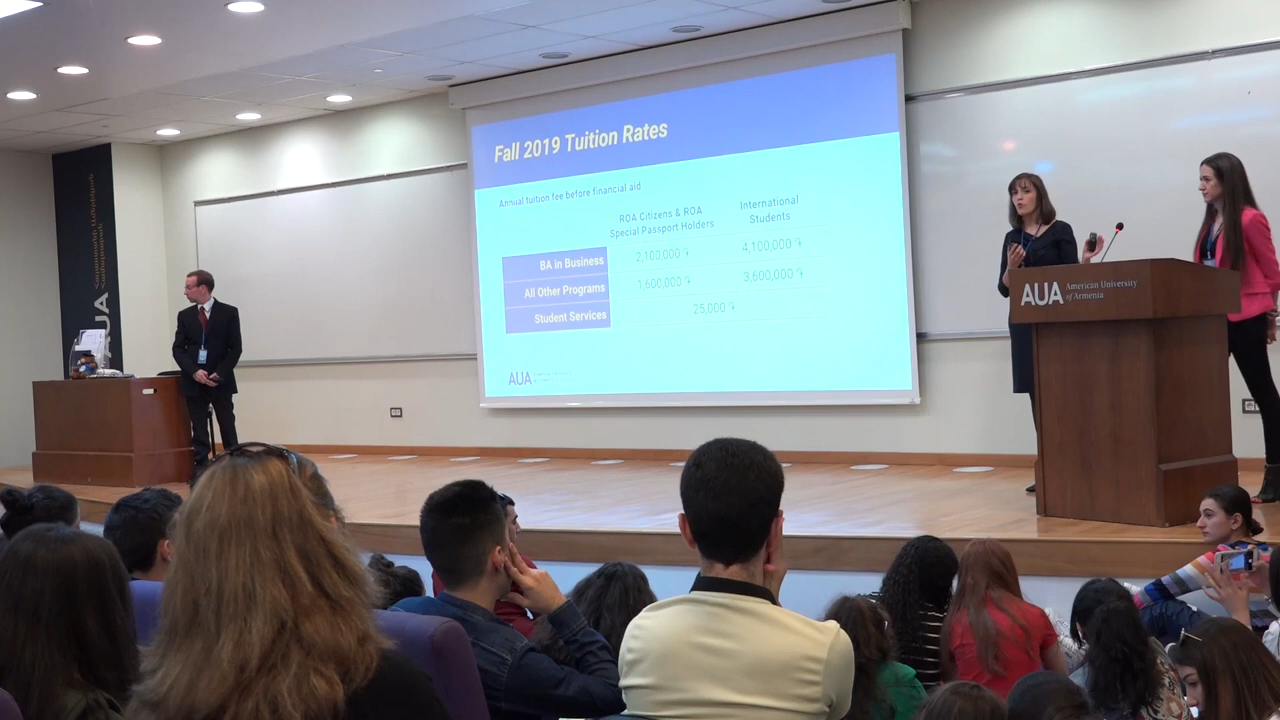 Fall 2019 Tuition Rates
Annual tuition fee before financial aid
ROA Citizens & ROA
Special Passport Holders
International
Students
BA in Business 2,100,000 ֏ 4,100,000 ֏
All Other Programs 1,600,000 ֏ 3,600,000 ֏
Student Services 25,000 ֏
AUA
AUA American University
of Armenia
AUA